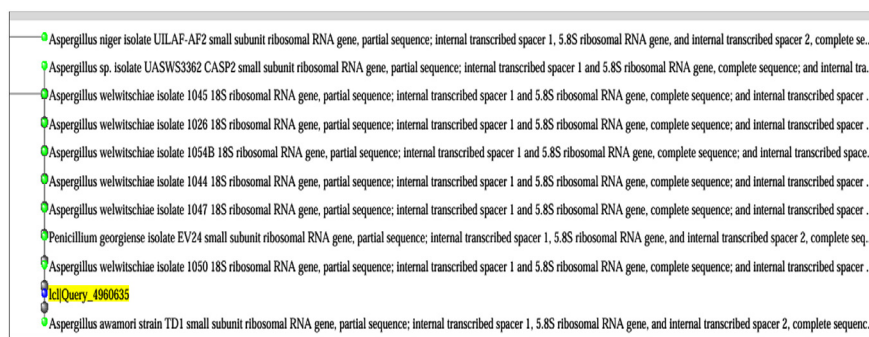 Aspergillus niger isolate UILAF-AF2 small subunit ribosomal RNA gene, partial sequence; internal transcribed spacer 1, 5.8S ribosomal RNA gene, and internal transcribed spacer 2, complete se...
Aspergillus sp. isolate UASWS3362 CASP2 small subunit ribosomal RNA gene, partial sequence; internal transcribed spacer 1 and 5.8S ribosomal RNA gene, complete sequence; and internal tra...
Aspergillus welwitschiae isolate 1045 18S ribosomal RNA gene, partial sequence; internal transcribed spacer 1 and 5.8S ribosomal RNA gene, complete sequence; and internal transcribed spacer ...
Aspergillus welwitschiae isolate 1026 18S ribosomal RNA gene, partial sequence; internal transcribed spacer 1 and 5.8S ribosomal RNA gene, complete sequence; and internal transcribed spacer ...
Aspergillus welwitschiae isolate 1054B 18S ribosomal RNA gene, partial sequence; internal transcribed spacer 1 and 5.8S ribosomal RNA gene, complete sequence; and internal transcribed space...
Aspergillus welwitschiae isolate 1044 18S ribosomal RNA gene, partial sequence; internal transcribed spacer 1 and 5.8S ribosomal RNA gene, complete sequence; and internal transcribed spacer ...
Aspergillus welwitschiae isolate 1047 18S ribosomal RNA gene, partial sequence; internal transcribed spacer 1 and 5.8S ribosomal RNA gene, complete sequence; and internal transcribed spacer ...
Penicillium georgiense isolate EV24 small subunit ribosomal RNA gene, partial sequence; internal transcribed spacer 1, 5.8S ribosomal RNA gene, and internal transcribed spacer 2, complete seq...
Aspergillus welwitschiae isolate 1050 18S ribosomal RNA gene, partial sequence; internal transcribed spacer 1 and 5.8S ribosomal RNA gene, complete sequence; and internal transcribed spacer ...
lcl|Query_4960635
Aspergillus awamori strain TD1 small subunit ribosomal RNA gene, partial sequence; internal transcribed spacer 1, 5.8S ribosomal RNA gene, and internal transcribed spacer 2, complete sequenc...